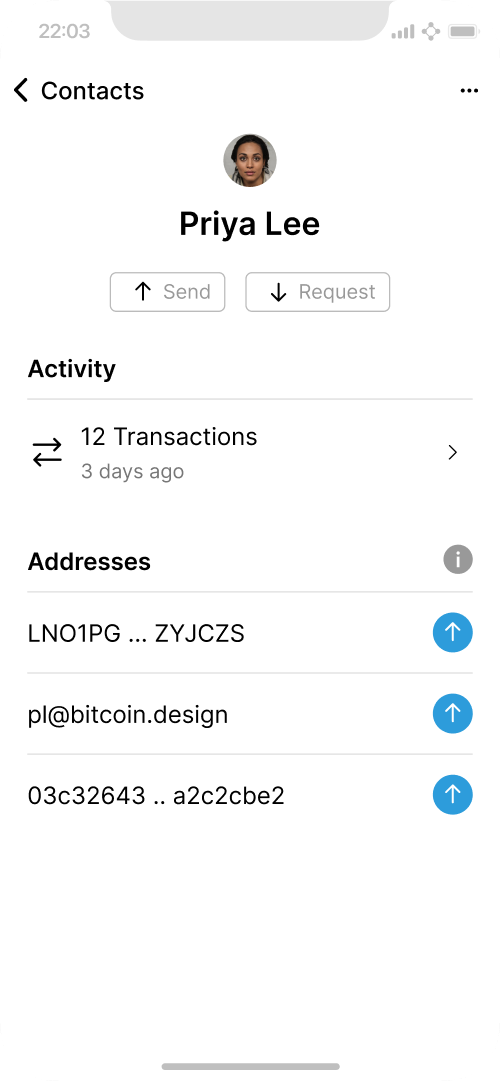 22:03
Contacts
Priya Lee
Send
Request
Activity
12 Transactions
3 days ago
Addresses
LNO1PG ... ZYJCZS
pl@bitcoin.design
03c32643 .. a2c2cbe2